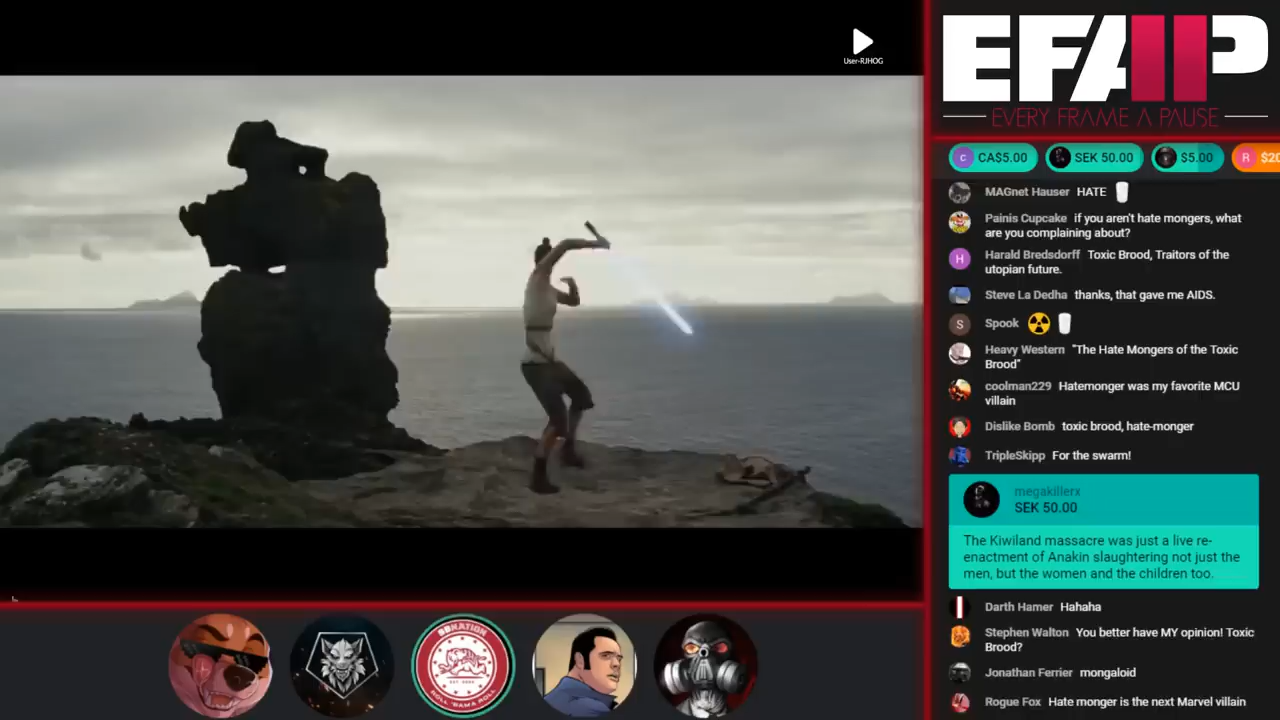 User-RJHOG
EFAP
EVERY FRAME A PAUSE
C CA$5.00 SEK 50.00 $5.00 R
MAGnet Hauser HATE
Painis Cupcake if you aren't hate mongers, what
are you complaining about?
H Harald Bredsdorff Toxic Brood, Traitors of the
utopian future.
Steve La Dedha thanks, that gave me AIDS.
S Spook
Heavy Western "The Hate Mongers of the Toxic
Brood"
coolman229 Hatemonger was my favorite MCU
villain
Dislike Bomb toxic brood, hate-monger
TripleSkipp For the swarm!
megakillerx
SEK 50.00
The Kiwiland massacre was just a live re-
enactment of Anakin slaughtering not just the
men, but the women and the children too.
Darth Hamer Hahaha
Stephen Walton You better have MY opinion! Toxic
Brood?
Jonathan Ferrier mongaloid
Rogue Fox Hate monger is the next Marvel villain
BBNATION
ROLL 'BAMA ROLL